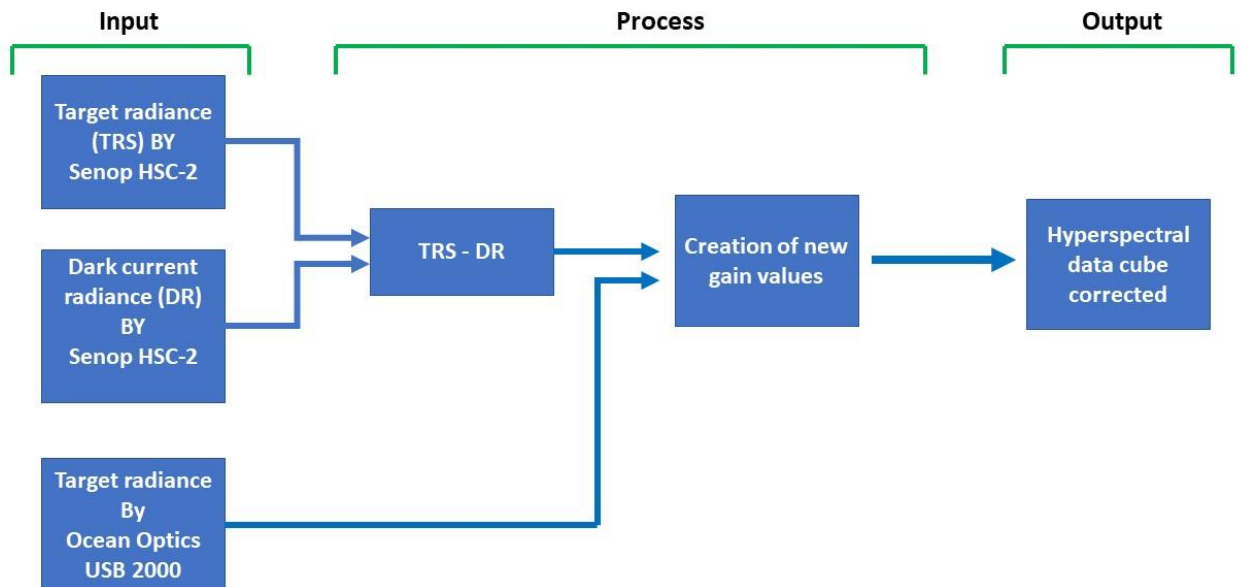 Input
Process
Output
Target radiance
(TRS) BY
Senop HSC-2
Dark current
radiance (DR)
BY
Senop HSC-2
Target radiance
By
Ocean Optics
USB 2000
TRS - DR
Creation of new
gain values
Hyperspectral
data cube
corrected